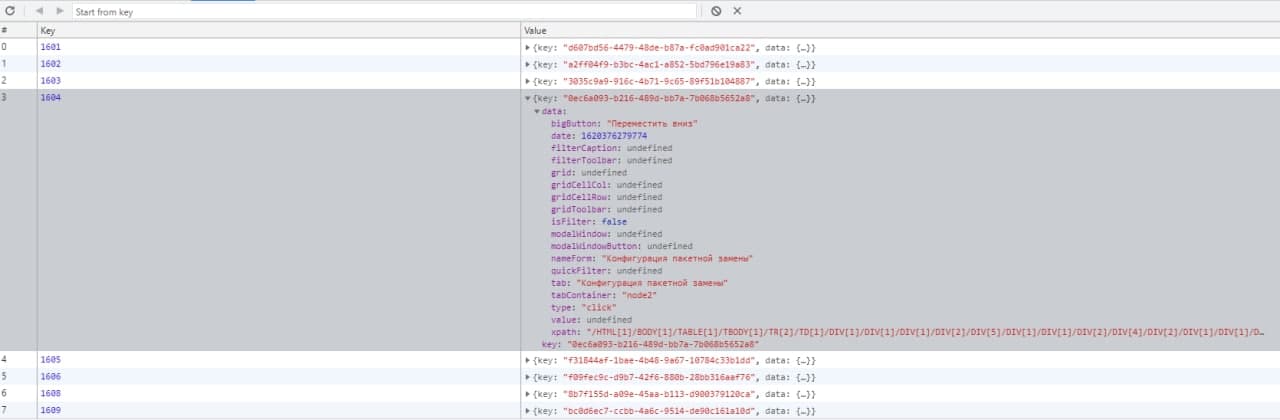 Start from key
# Key Value
0 1601 {key: "d607bd56-4479-48de-b87a-fc0ad901ca22", data: {…}}
1 1602 {key: "a2ff04f9-b3bc-4ac1-a852-5bd796e19a83", data: {…}}
2 1603 {key: "3035c9a9-916c-4b71-9c65-89f51b104887", data: {…}}
3 1604 {key: "0ec6a093-b216-489d-bb7a-7b068b5652a8", data: {…}}
data:
bigButton: "Переместить вниз"
date: 1620376279774
filterCaption: undefined
filterToolbar: undefined
grid: undefined
gridCellCol: undefined
gridCellRow: undefined
gridToolbar: undefined
isFilter: false
modalWindow: undefined
modalWindowButton: undefined
nameForm: "Конфигурация пакетной замены"
quickFilter: undefined
tab: "Конфигурация пакетной замены"
tabContainer: "node2"
type: "click"
value: undefined
xpath: "/HTML[1]/BODY[1]/TABLE[1]/TBODY[1]/TR[2]/TD[1]/DIV[1]/DIV[1]/DIV[1]/DIV[2]/DIV[5]/DIV[1]/DIV[1]/DIV[2]/DIV[4]/DIV[2]/DIV[1]/DIV[1]/D…
key: "0ec6a093-b216-489d-bb7a-7b068b5652a8"
4 1605 {key: "f31844af-1bae-4b48-9a67-10784c33b1dd", data: {…}}
5 1606 {key: "f09fec9c-d9b7-42f6-880b-28bb316aaf76", data: {…}}
6 1608 {key: "8b7f155d-a09e-45aa-b113-d900379120ca", data: {…}}
7 1609 {key: "bc0d6ec7-ccbb-4a6c-9514-de90c161a10d", data: {…}}